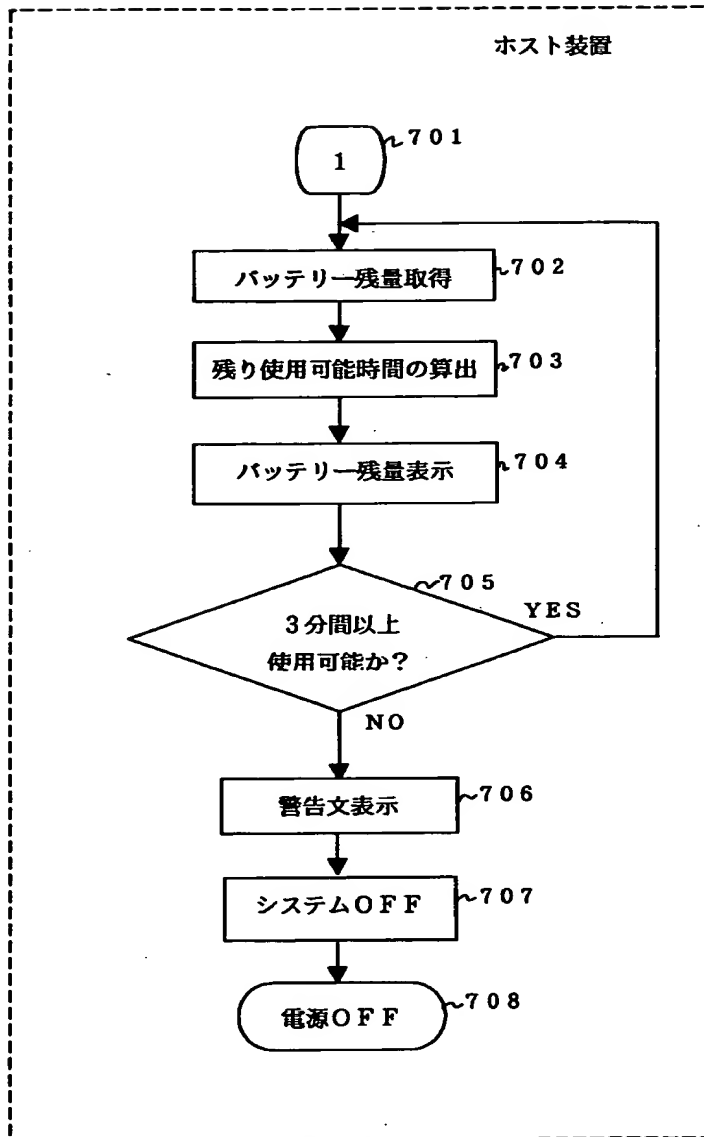 ホスト装置
1
701
バッテリー残量取得
702
残り使用可能時間の算出
703
バッテリー残量表示
704
705
3分間以上
使用可能か?
YES
NO
警告文表示
706
システムOFF
707
電源OFF
708